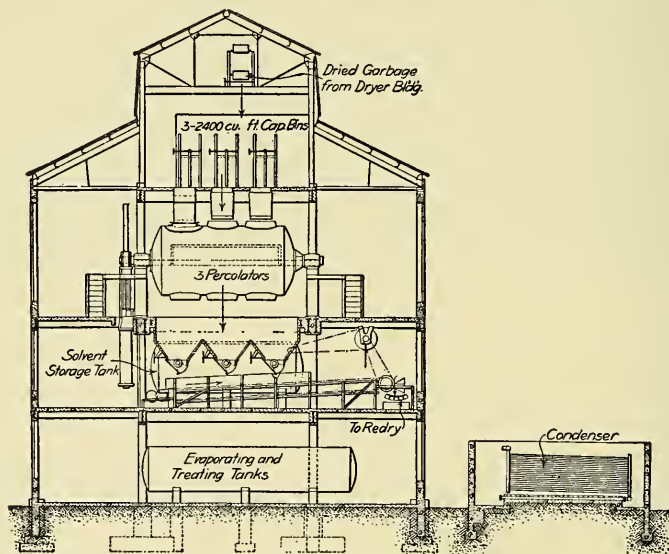 Dried Garbage
from Dryer Bldg.
3-2400 cu. ft. Cap. Bins
3 Percolators
Solvent
Storage Tank
To Redry
Evaporating and
Treating Tanks
Condenser